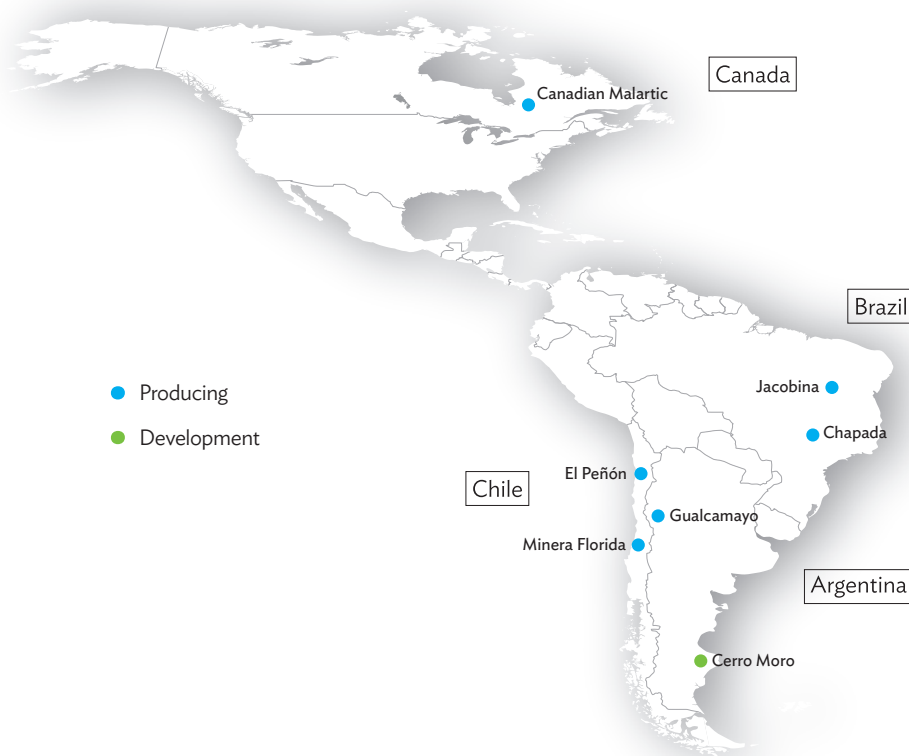 Canada
Canadian Malartic
Brazil
Jacobina
Producing
Chapada
Development
El Peñón
Chile
Gualcamayo
Minera Florida
Argentina
Cerro Moro